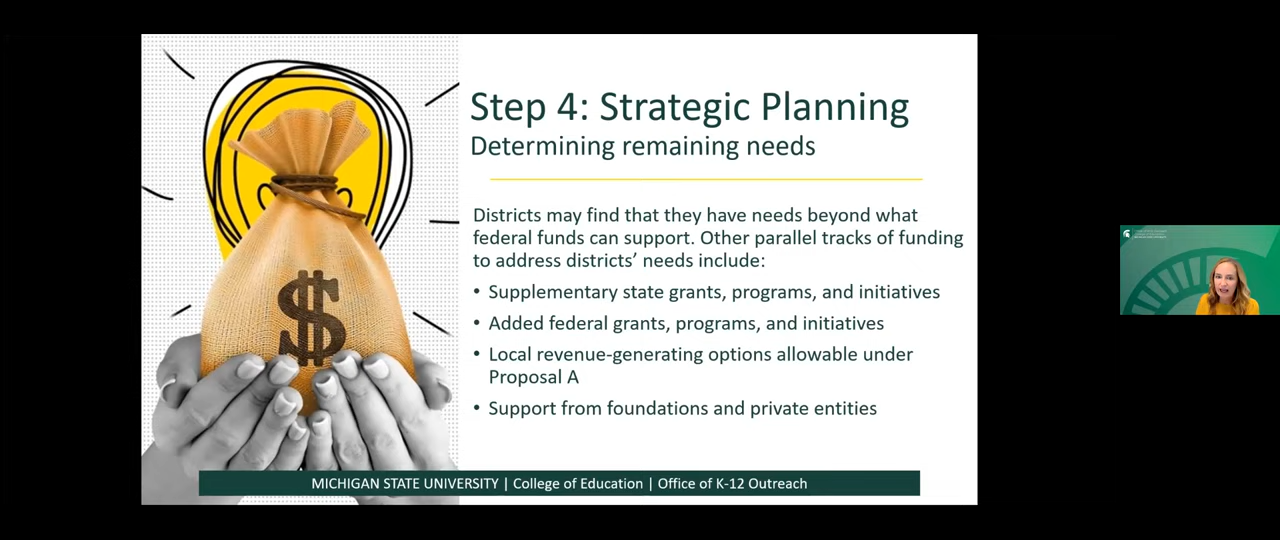 Step 4: Strategic Planning
Determining remaining needs
Districts may find that they have needs beyond what
federal funds can support. Other parallel tracks of funding
to address districts’ needs include:
• Supplementary state grants, programs, and initiatives
• Added federal grants, programs, and initiatives
• Local revenue-generating options allowable under
Proposal A
• Support from foundations and private entities
$
MICHIGAN STATE UNIVERSITY | College of Education | Office of K-12 Outreach